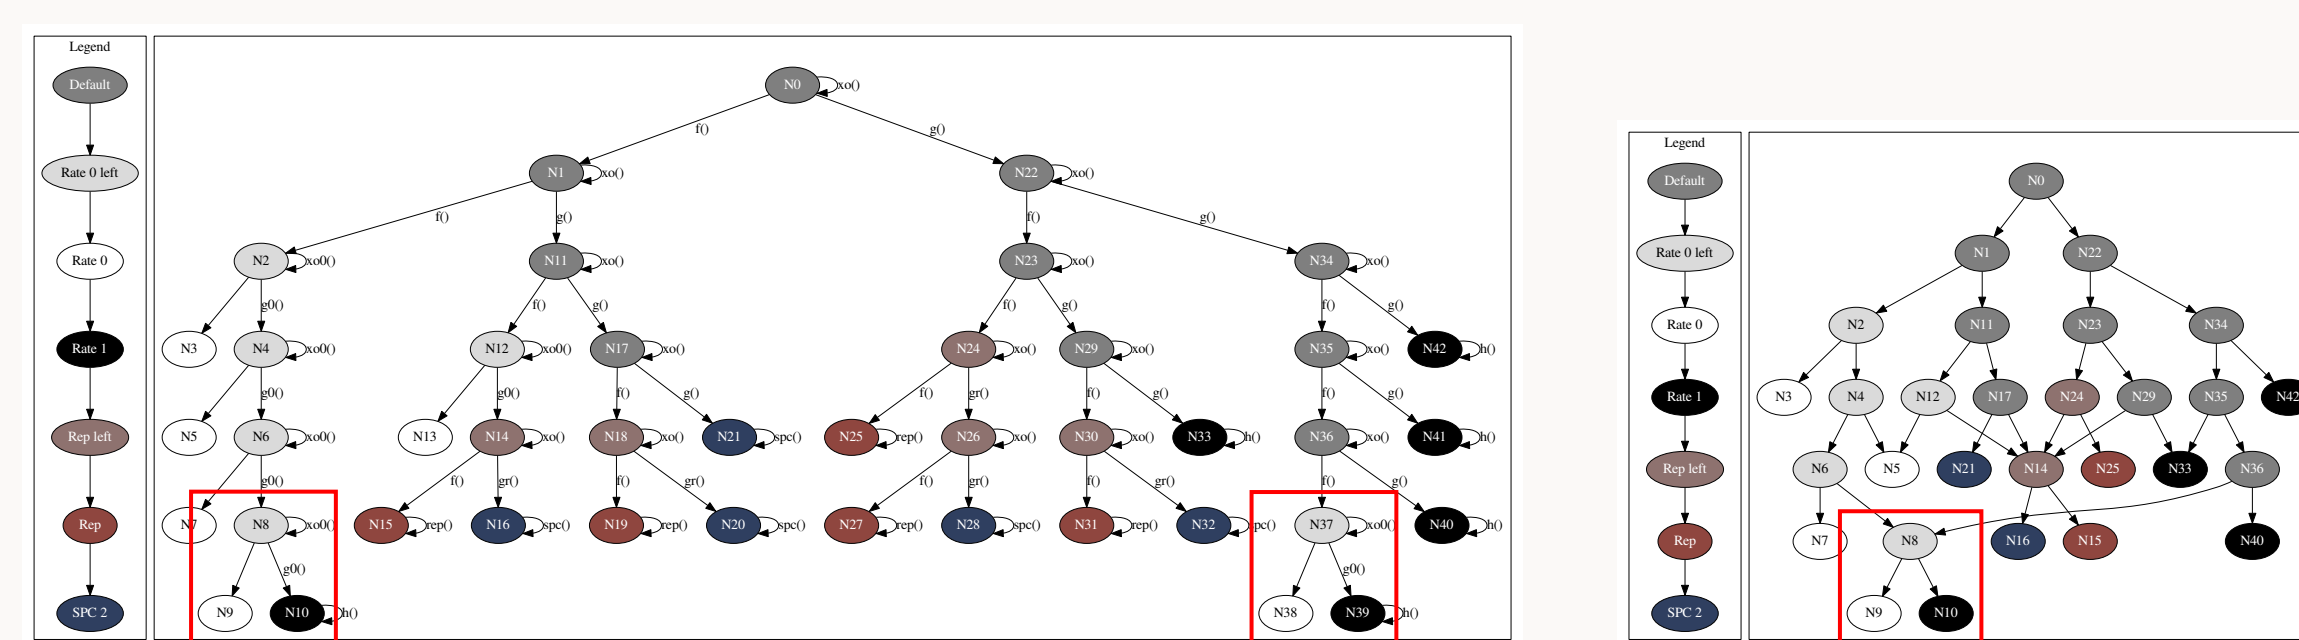 Legend
Default
N0
xo()
f()
g()
Rate 0 left
N1
xo()
N22
xo()
f()
g()
f()
g()
Rate 0
N2
xo0()
N11
xo()
N23
xo()
N34
xo()
g0()
f()
g()
f()
g()
f()
g()
Rate 1
N3
N4
xo0()
N12
xo0()
N17
xo()
N24
xo()
N29
xo()
N35
xo()
N42
h()
g0()
g0()
f()
g()
f()
gr()
f()
g()
f()
g()
Rep left
N5
N6
xo0()
N13
N14
xo()
N18
xo()
N21
spc()
N25
rep()
N26
xo()
N30
xo()
N33
h()
N36
xo()
N41
h()
g0()
f()
gr()
f()
gr()
f()
gr()
f()
gr()
f()
g()
Rep
N7
N8
xo0()
N15
rep()
N16
spc()
N19
rep()
N20
spc()
N27
rep()
N28
spc()
N31
rep()
N32
spc()
N37
xo0()
N40
h()
g0()
g0()
SPC 2
N9
N10
h()
N38
N39
h()
Legend
Default
N0
Rate 0 left
N1
N22
Rate 0
N2
N11
N23
N34
Rate 1
N3
N4
N12
N17
N24
N29
N35
N42
Rep left
N6
N5
N21
N14
N25
N33
N36
Rep
N7
N8
N16
N15
N40
SPC 2
N9
N10